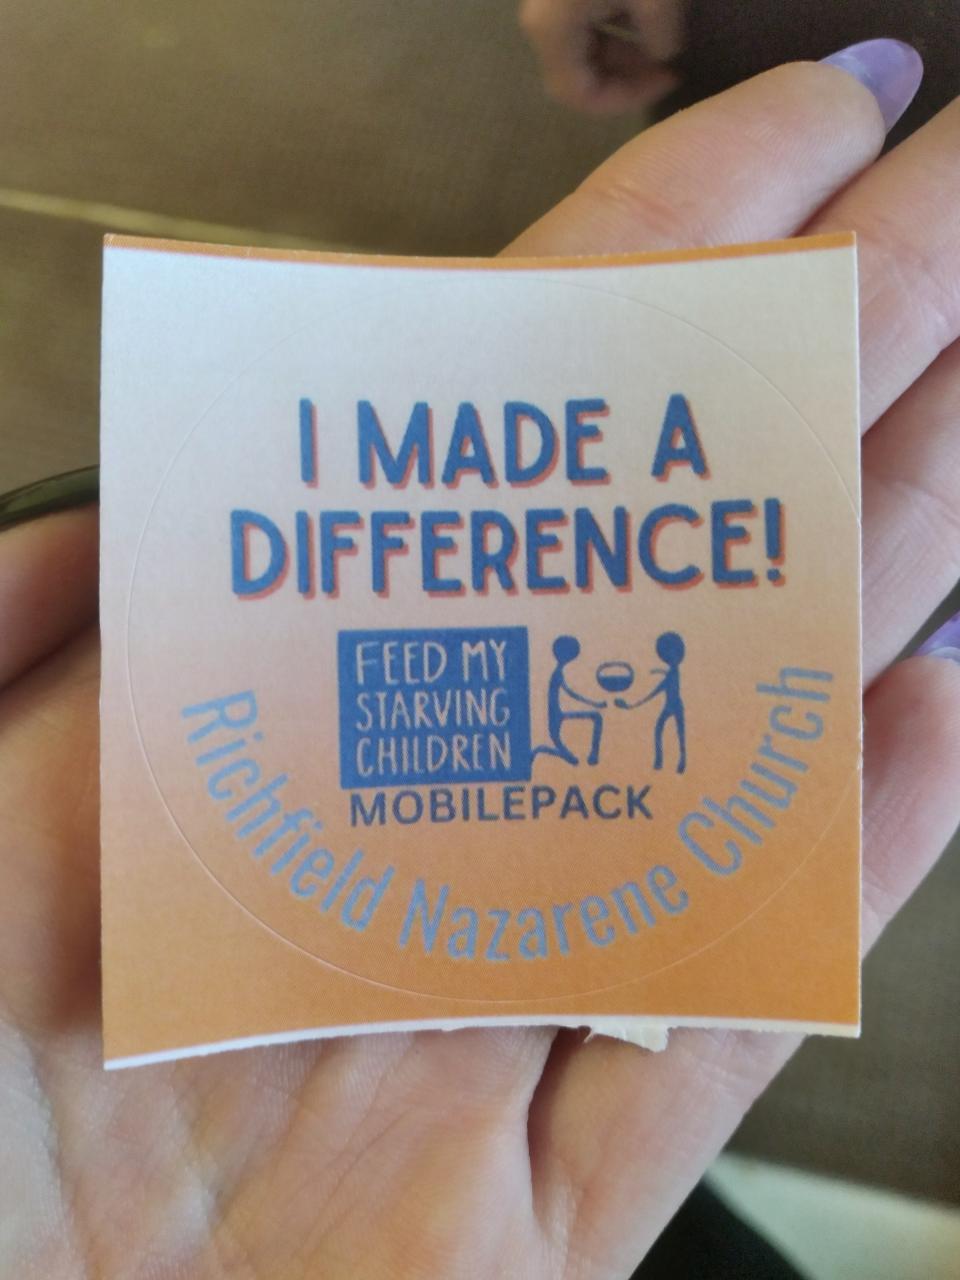 I MADE A
DIFFERENCE!
FEED MY
STARVING
CHILDREN
MOBILEPACK
Richfield Nazarene Church